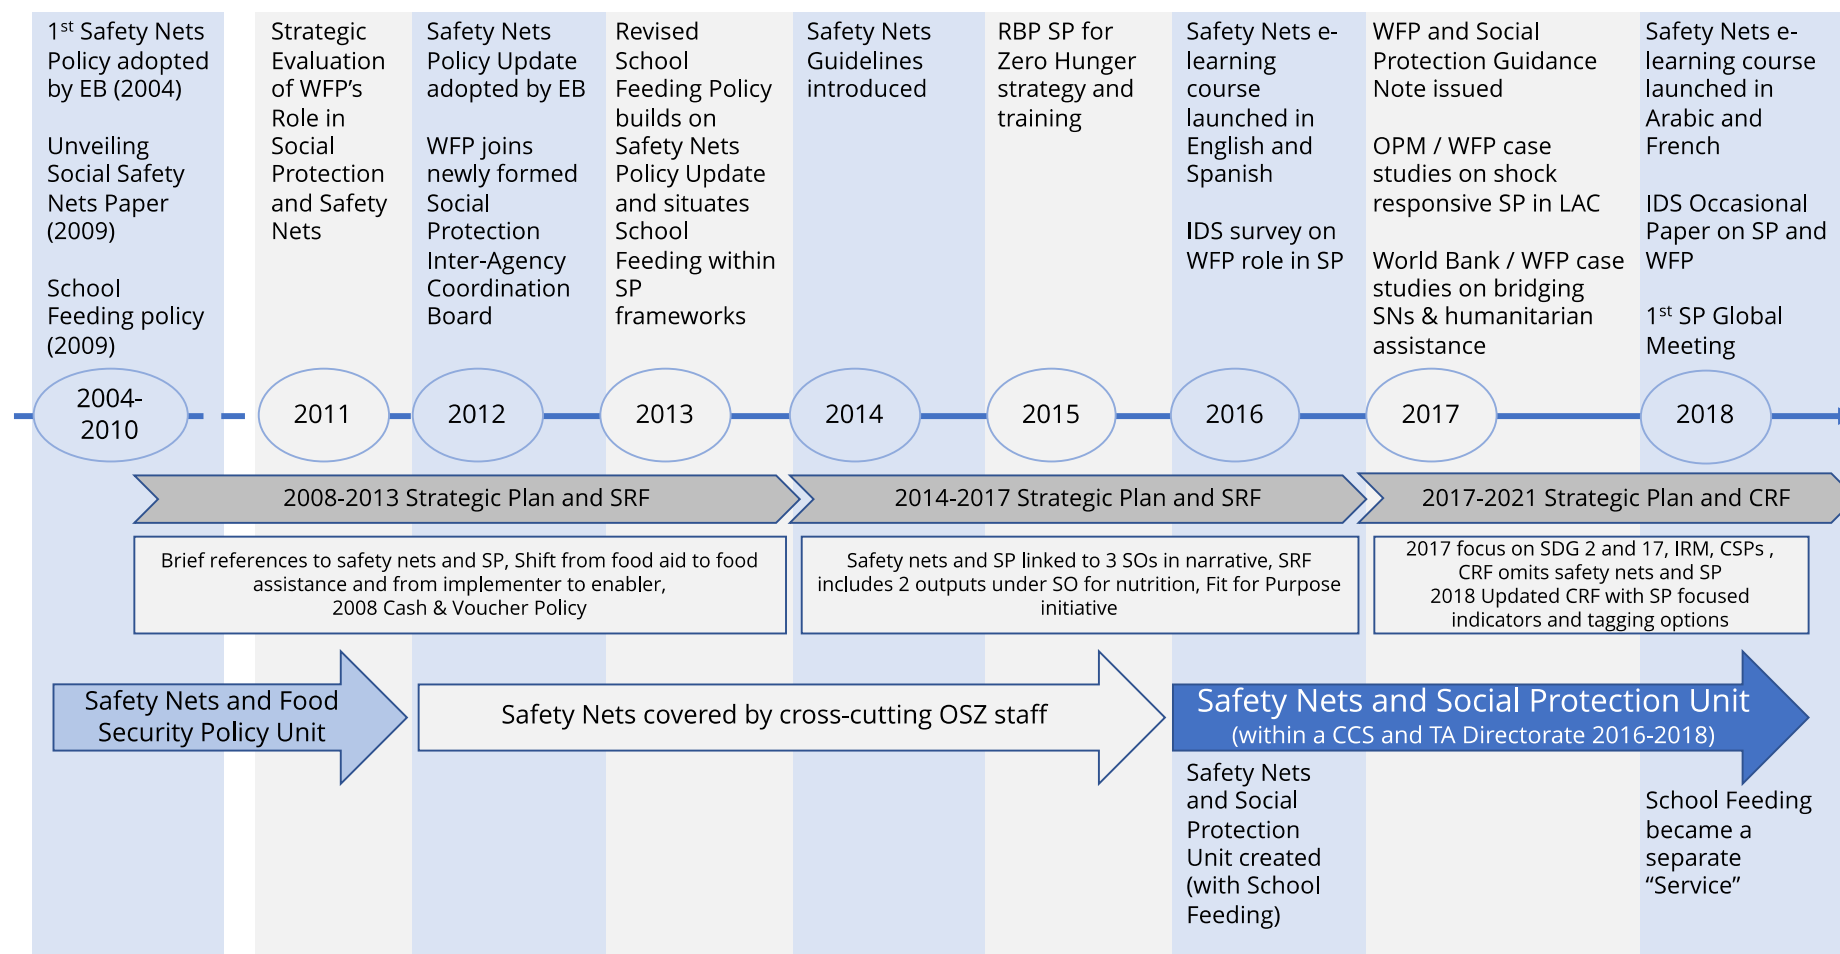 1st Safety Nets
Policy adopted
by EB (2004)
Unveiling
Social Safety
Nets Paper
(2009)
School
Feeding policy
(2009)
Strategic
Evaluation
of WFP’s
Role in
Social
Protection
and Safety
Nets
Safety Nets
Policy Update
adopted by EB
WFP joins
newly formed
Social
Protection
Inter-Agency
Coordination
Board
Revised
School
Feeding Policy
builds on
Safety Nets
Policy Update
and situates
School
Feeding within
SP
frameworks
Safety Nets
Guidelines
introduced
RBP SP for
Zero Hunger
strategy and
training
Safety Nets e-
learning
course
launched in
English and
Spanish
IDS survey on
WFP role in SP
WFP and Social
Protection Guidance
Note issued
OPM / WFP case
studies on shock
responsive SP in LAC
World Bank / WFP case
studies on bridging
SNs & humanitarian
assistance
Safety Nets e-
learning course
launched in
Arabic and
French
IDS Occasional
Paper on SP and
WFP
1st SP Global
Meeting
2004-
2010
2011
2012
2013
2014
2015
2016
2017
2018
2008-2013 Strategic Plan and SRF
2014-2017 Strategic Plan and SRF
2017-2021 Strategic Plan and CRF
Brief references to safety nets and SP, Shift from food aid to food
assistance and from implementer to enabler,
2008 Cash & Voucher Policy
Safety nets and SP linked to 3 SOs in narrative, SRF
includes 2 outputs under SO for nutrition, Fit for Purpose
initiative
2017 focus on SDG 2 and 17, IRM, CSPs ,
CRF omits safety nets and SP
2018 Updated CRF with SP focused
indicators and tagging options
Safety Nets and Food
Security Policy Unit
Safety Nets covered by cross-cutting OSZ staff
Safety Nets and Social Protection Unit
(within a CCS and TA Directorate 2016-2018)
Safety Nets
and Social
Protection
Unit created
(with School
Feeding)
School Feeding
became a
separate
“Service”